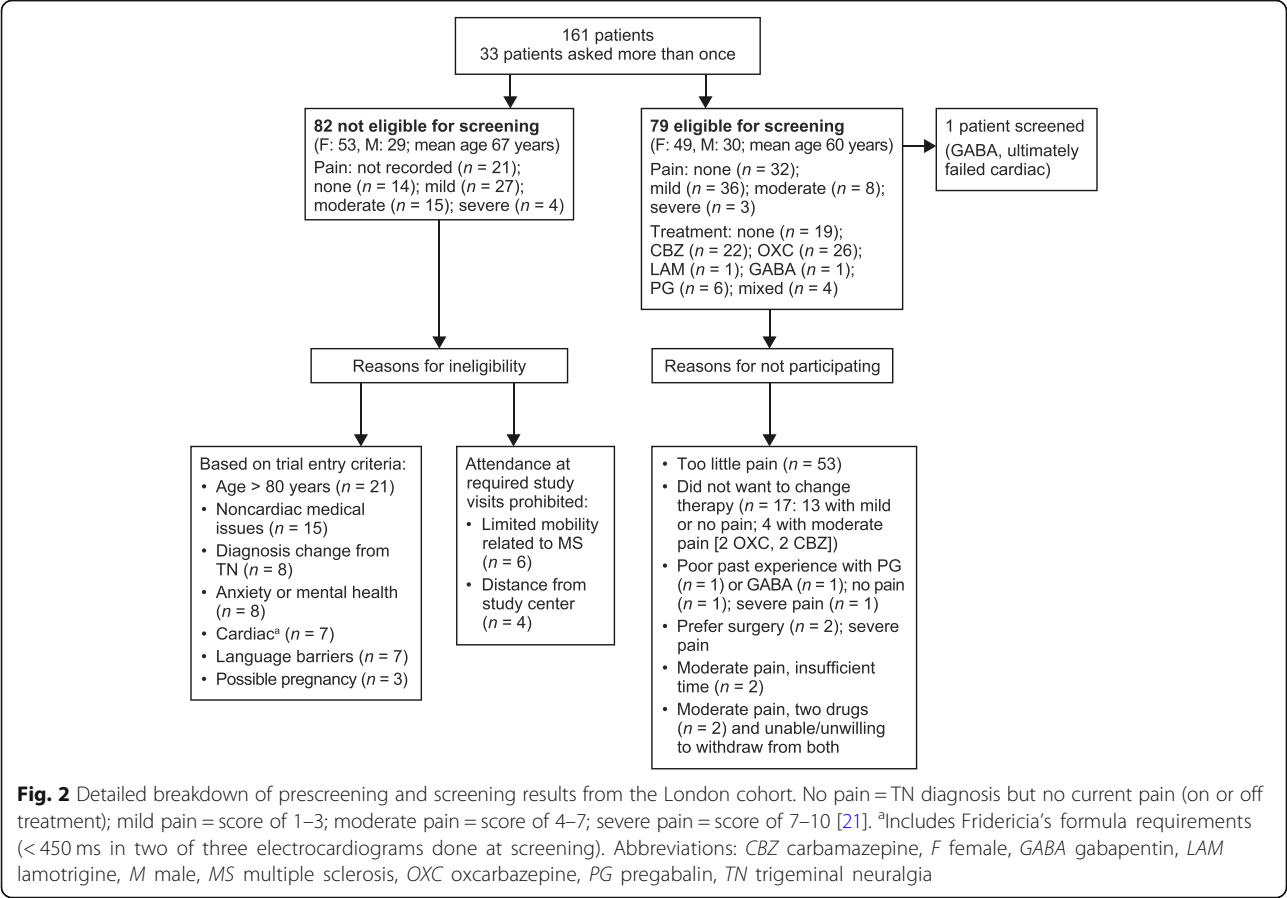 161 patients
33 patients asked more than once
82 not eligible for screening
(F: 53, M: 29; mean age 67 years)
Pain: not recorded (n = 21);
none (n = 14); mild (n = 27);
moderate (n = 15); severe (n = 4)
79 eligible for screening
(F: 49, M: 30; mean age 60 years)
Pain: none (n = 32);
mild (n = 36); moderate (n = 8);
severe (n = 3)
Treatment: none (n = 19);
CBZ (n = 22); OXC (n = 26);
LAM (n = 1); GABA (n = 1);
PG (n = 6); mixed (n = 4)
1 patient screened
(GABA, ultimately
failed cardiac)
Reasons for ineligibility
Reasons for not participating
Based on trial entry criteria:
• Age > 80 years (n = 21)
• Noncardiac medical
issues (n = 15)
• Diagnosis change from
TN (n = 8)
• Anxiety or mental health
(n = 8)
• Cardiacᵃ (n = 7)
• Language barriers (n = 7)
• Possible pregnancy (n = 3)
Attendance at
required study
visits prohibited:
• Limited mobility
related to MS
(n = 6)
• Distance from
study center
(n = 4)
• Too little pain (n = 53)
• Did not want to change
therapy (n = 17: 13 with mild
or no pain; 4 with moderate
pain [2 OXC, 2 CBZ])
• Poor past experience with PG
(n = 1) or GABA (n = 1); no pain
(n = 1); severe pain (n = 1)
• Prefer surgery (n = 2); severe
pain
• Moderate pain, insufficient
time (n = 2)
• Moderate pain, two drugs
(n = 2) and unable/unwilling
to withdraw from both
Fig. 2 Detailed breakdown of prescreening and screening results from the London cohort. No pain = TN diagnosis but no current pain (on or off
treatment); mild pain = score of 1–3; moderate pain = score of 4–7; severe pain = score of 7–10 [21]. ᵃIncludes Fridericia's formula requirements
(< 450 ms in two of three electrocardiograms done at screening). Abbreviations: CBZ carbamazepine, F female, GABA gabapentin, LAM
lamotrigine, M male, MS multiple sclerosis, OXC oxcarbazepine, PG pregabalin, TN trigeminal neuralgia